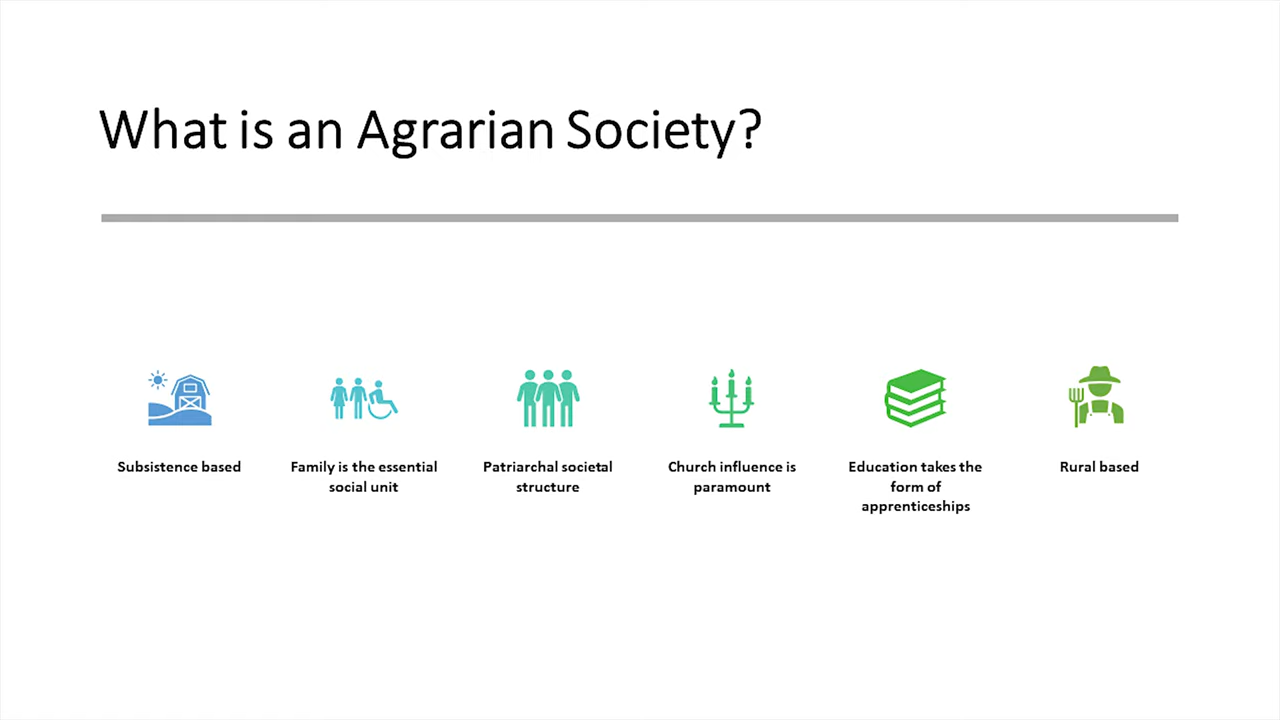 What is an Agrarian Society?
Subsistence based
Family is the essential
social unit
Patriarchal societal
structure
Church influence is
paramount
Education takes the
form of
apprenticeships
Rural based